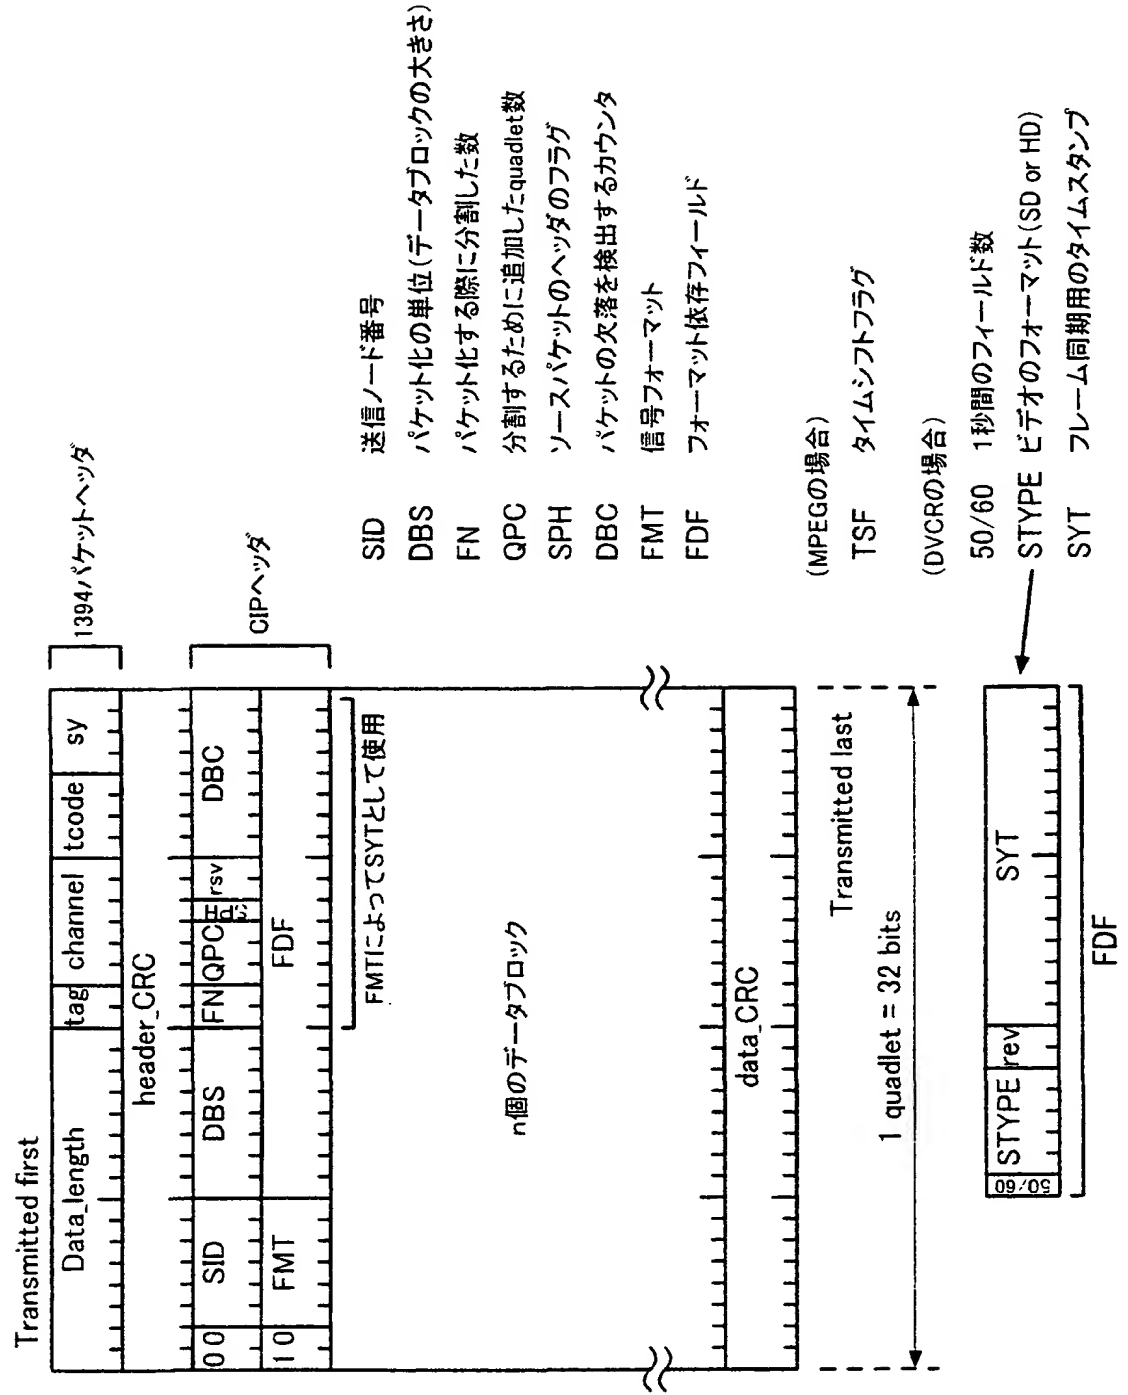 Transmitted first
Data_length tag channel tcode sy
1394パケットヘッダ
header_CRC
00 SID DBS FN QPC SPH rsv DBC
10 FMT FDF
CIPヘッダ
FMTによってSYTとして使用
n個のデータブロック
data_CRC
Transmitted last
1 quadlet = 32 bits
50/60 STYPE rev SYT
FDF
SID 送信ノード番号
DBS パケット化の単位(データブロックの大きさ)
FN パケット化する際に分割した数
QPC 分割するために追加したquadlet数
SPH ソースパケットのヘッダのフラグ
DBC パケットの欠落を検出するカウンタ
FMT 信号フォーマット
FDF フォーマット依存フィールド
(MPEGの場合)
TSF タイムシフトフラグ
(DVCRの場合)
50/60 1秒間のフィールド数
STYPE ビデオのフォーマット(SD or HD)
SYT フレーム同期用のタイムスタンプ